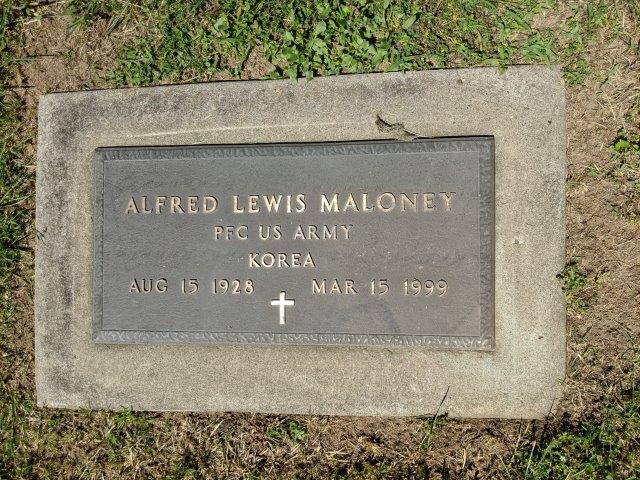 ALFRED LEWIS MALONEY
PFC US ARMY
KOREA
AUG 15 1928 MAR 15 1999